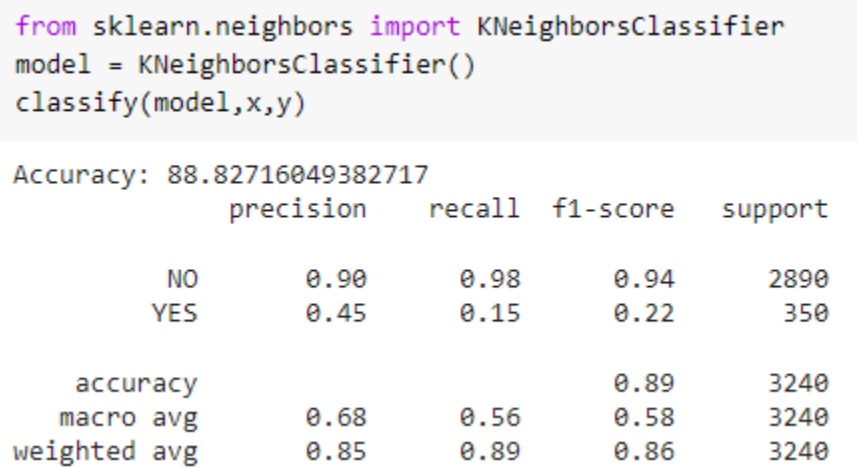 from sklearn.neighbors import KNeighborsClassifier
model = KNeighborsClassifier()
classify(model,x,y)
Accuracy: 88.82716049382717
precision recall f1-score support
NO 0.90 0.98 0.94 2890
YES 0.45 0.15 0.22 350
accuracy 0.89 3240
macro avg 0.68 0.56 0.58 3240
weighted avg 0.85 0.89 0.86 3240